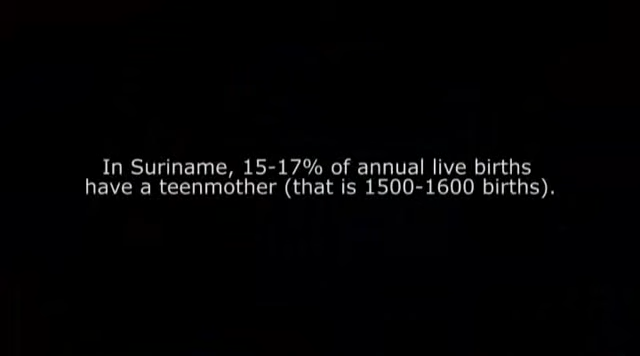 In Suriname, 15-17% of annual live births
have a teenmother (that is 1500-1600 births).